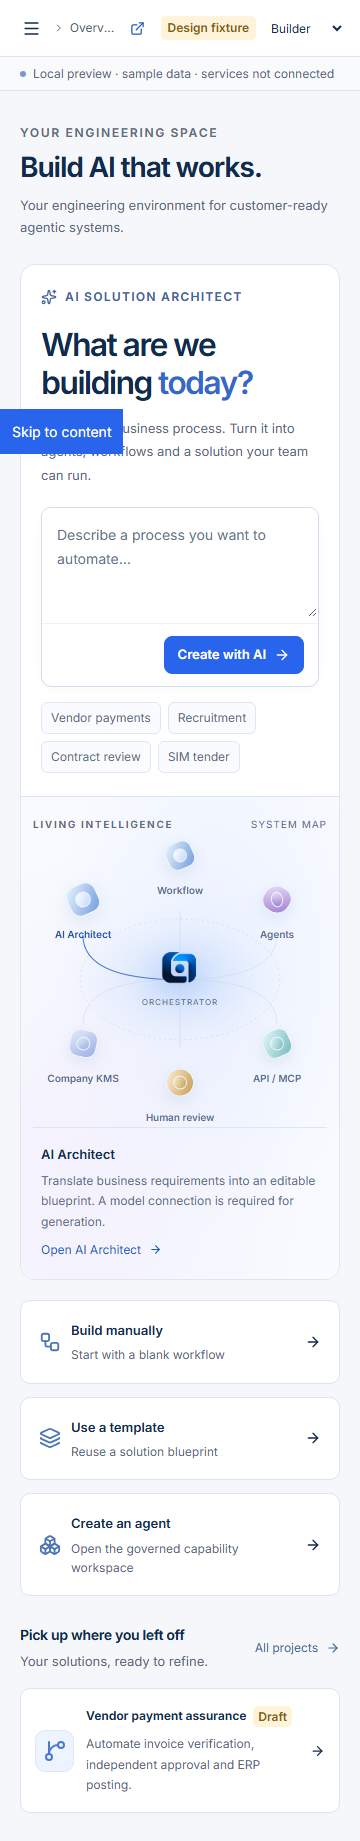 Overv...
Design fixture
Builder
Local preview · sample data · services not connected
YOUR ENGINEERING SPACE
Build AI that works.
Your engineering environment for customer-ready
agentic systems.
AI SOLUTION ARCHITECT
What are we
building today?
Skip to content
business process. Turn it into
agents, workflows and a solution your team
can run.
Describe a process you want to
automate...
Create with AI
Vendor payments
Recruitment
Contract review
SIM tender
LIVING INTELLIGENCE
SYSTEM MAP
Workflow
AI Architect
Agents
ORCHESTRATOR
Company KMS
API / MCP
Human review
AI Architect
Translate business requirements into an editable
blueprint. A model connection is required for
generation.
Open AI Architect
Build manually
Start with a blank workflow
Use a template
Reuse a solution blueprint
Create an agent
Open the governed capability
workspace
Pick up where you left off
All projects
Your solutions, ready to refine.
Vendor payment assurance
Draft
Automate invoice verification,
independent approval and ERP
posting.